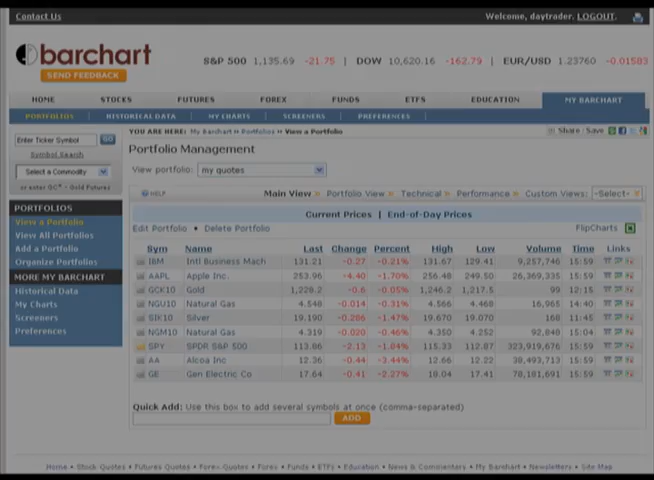 Contact Us
Welcome, daytrader. LOGOUT.
barchart
SEND FEEDBACK
S&P 500 1,135.69 -21.75 | DOW 10,620.16 -162.79 | EUR/USD 1.23760 -0.01583
HOME STOCKS FUTURES FOREX FUNDS ETFS EDUCATION MY BARCHART
PORTFOLIOS | HISTORICAL DATA | MY CHARTS | SCREENERS | PREFERENCES |
Enter Ticker Symbol GO
Symbol Search
Select a Commodity
or enter GC* - Gold Futures
YOU ARE HERE: My Barchart » Portfolios » View a Portfolio
Share Save
Portfolio Management
View portfolio: my quotes
HELP Main View » Portfolio View » Technical » Performance » Custom Views: -Select-
Current Prices | End-of-Day Prices
Edit Portfolio • Delete Portfolio FlipCharts
PORTFOLIOS
View a Portfolio
View All Portfolios
Add a Portfolio
Organize Portfolios
MORE MY BARCHART
Historical Data
My Charts
Screeners
Preferences
Sym Name Last Change Percent High Low Volume Time Links
IBM Intl Business Mach 131.21 -0.27 -0.21% 131.67 129.41 9,257,746 15:59
AAPL Apple Inc. 253.96 -4.40 -1.70% 256.48 249.50 26,369,335 15:59
GCK10 Gold 1,228.2 -0.6 -0.05% 1,246.2 1,217.5 99 12:15
NGU10 Natural Gas 4.548 -0.014 -0.31% 4.566 4.468 16,965 14:40
SIK10 Silver 19.190 -0.286 -1.47% 19.670 19.070 168 11:45
NGM10 Natural Gas 4.319 -0.020 -0.46% 4.350 4.252 92,848 15:04
SPY SPDR S&P 500 113.86 -2.13 -1.84% 115.33 112.87 323,919,676 15:59
AA Alcoa Inc 12.36 -0.44 -3.44% 12.66 12.22 38,493,713 15:59
GE Gen Electric Co 17.64 -0.41 -2.27% 18.04 17.41 78,181,691 15:59
Quick Add: Use this box to add several symbols at once (comma-separated)
ADD
Home • Stock Quotes • Futures Quotes • Forex Quotes • Forex • Funds • ETFs • Education • News & Commentary • My Barchart • Newsletters • Site Map